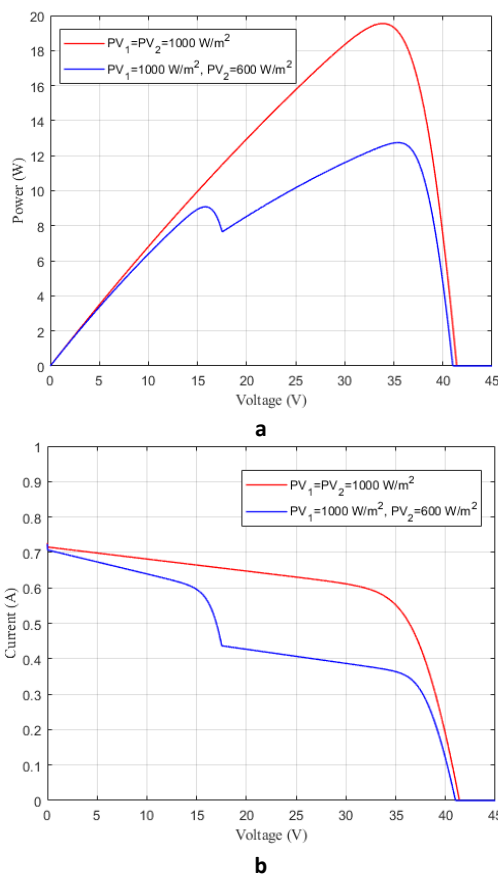 20
18
16
14
12
10
8
6
4
2
0
Power (W)
PV₁=PV₂=1000 W/m²
PV₁=1000 W/m², PV₂=600 W/m²
0 5 10 15 20 25 30 35 40 45
Voltage (V)
a
1
0.9
0.8
0.7
0.6
0.5
0.4
0.3
0.2
0.1
0
Current (A)
PV₁=PV₂=1000 W/m²
PV₁=1000 W/m², PV₂=600 W/m²
0 5 10 15 20 25 30 35 40 45
Voltage (V)
b